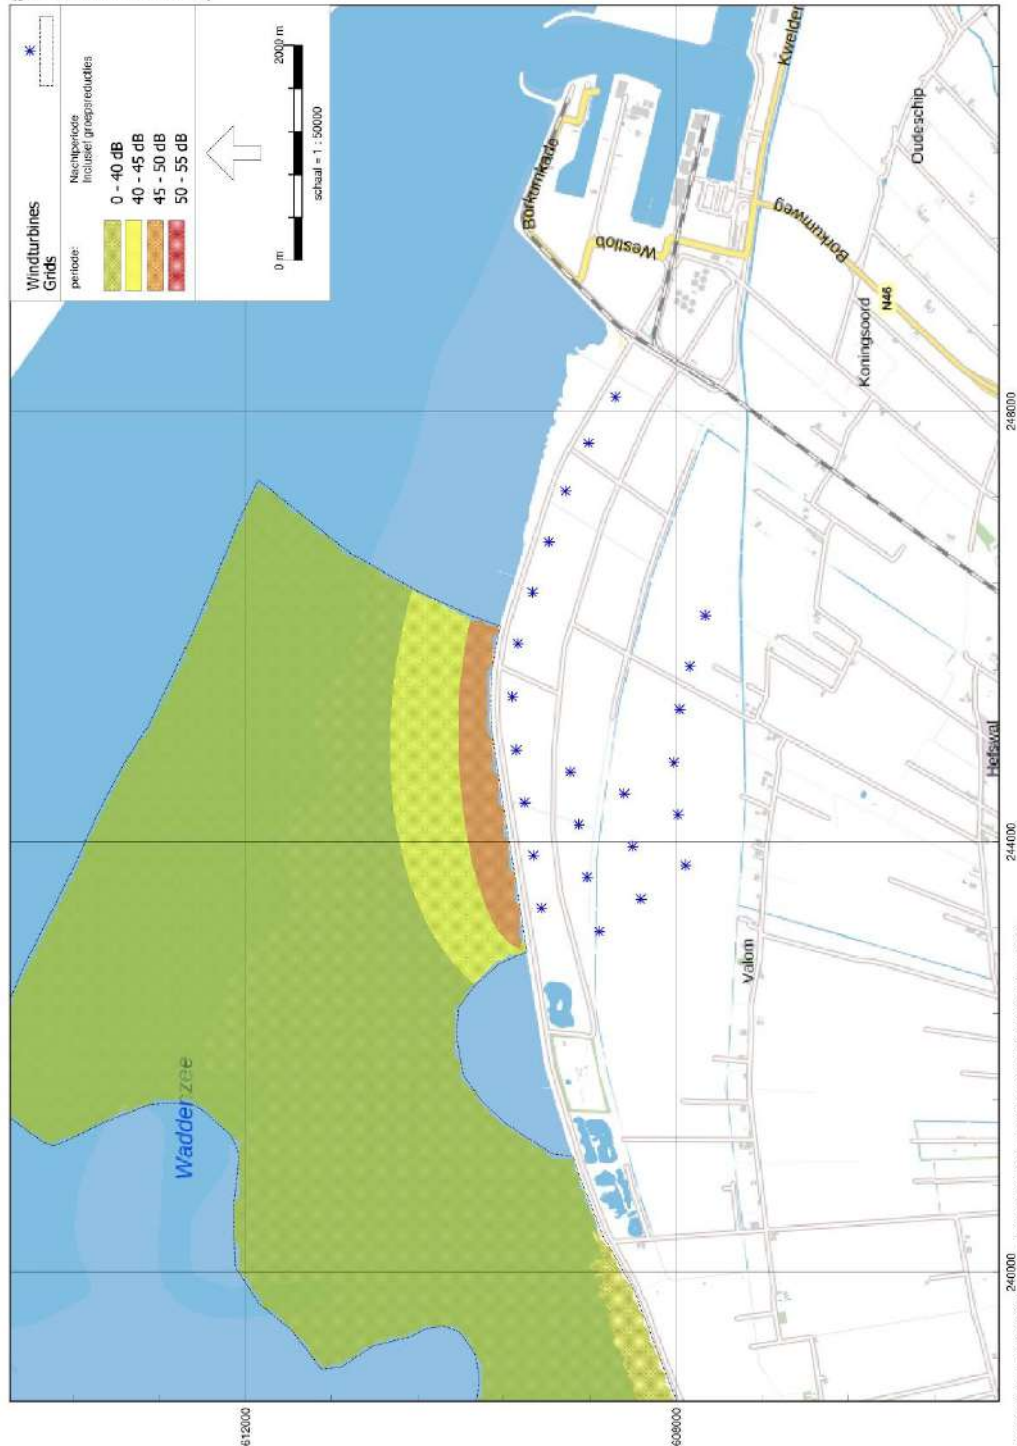 Windturbines
Grids
periode:
Nachtperiode
Inclusief groepsreducties
0 - 40 dB
40 - 45 dB
45 - 50 dB
50 - 55 dB
0 m
2000 m
schaal = 1 : 50000
Waddenzee
Borkumkade
Westlob
Kwelder
Borkumweg
Oudeschip
N46
Koningsoord
Valom
Heffswal
612000
608000
240000
244000
248000